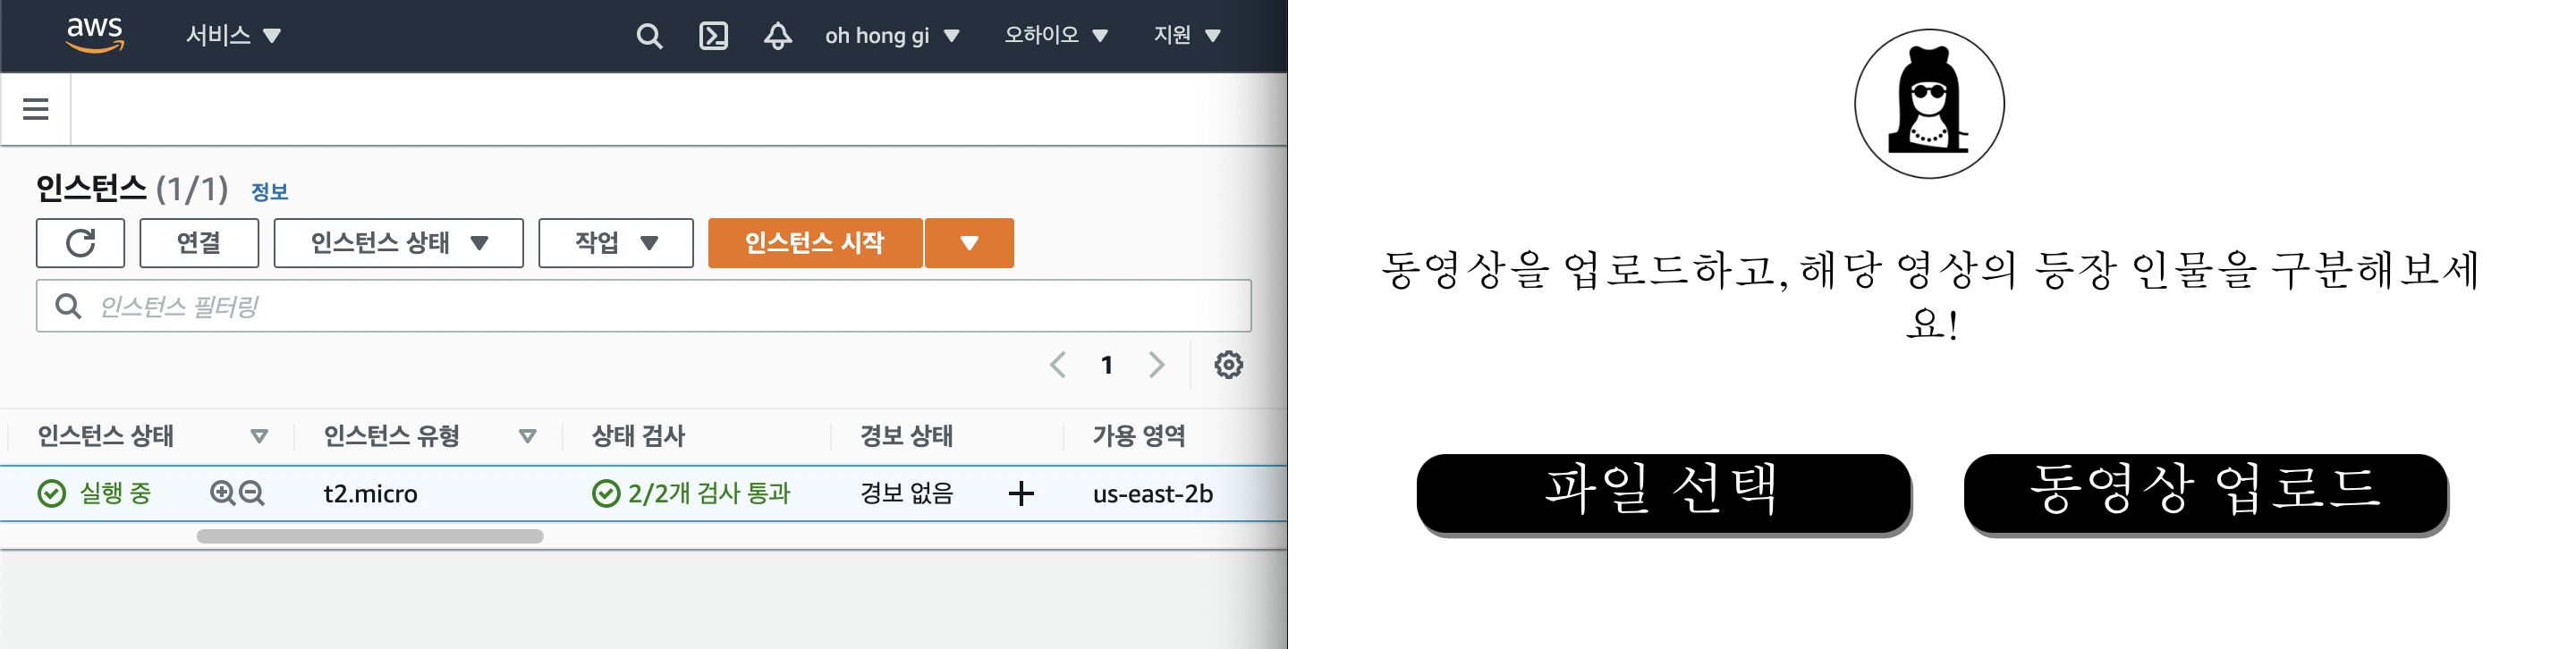 aws 서비스 oh hong gi 오하이오 지원
인스턴스 (1/1) 정보
연결 인스턴스 상태 작업 인스턴스 시작
인스턴스 필터링
1
인스턴스 상태 인스턴스 유형 상태 검사 경보 상태 가용 영역
실행 중 t2.micro 2/2개 검사 통과 경보 없음 us-east-2b
동영상을 업로드하고, 해당 영상의 등장 인물을 구분해보세
요!
파일 선택 동영상 업로드